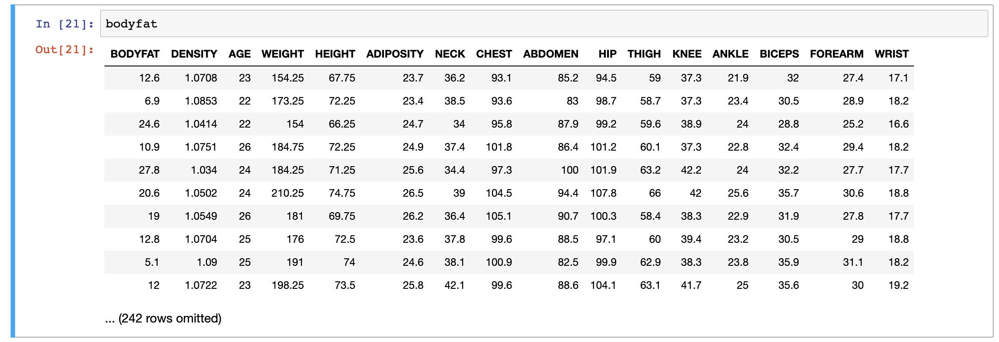 In [21]: bodyfat
Out[21]:
BODYFAT DENSITY AGE WEIGHT HEIGHT ADIPOSITY NECK CHEST ABDOMEN HIP THIGH KNEE ANKLE BICEPS FOREARM WRIST
12.6 1.0708 23 154.25 67.75 23.7 36.2 93.1 85.2 94.5 59 37.3 21.9 32 27.4 17.1
6.9 1.0853 22 173.25 72.25 23.4 38.5 93.6 83 98.7 58.7 37.3 23.4 30.5 28.9 18.2
24.6 1.0414 22 154 66.25 24.7 34 95.8 87.9 99.2 59.6 38.9 24 28.8 25.2 16.6
10.9 1.0751 26 184.75 72.25 24.9 37.4 101.8 86.4 101.2 60.1 37.3 22.8 32.4 29.4 18.2
27.8 1.034 24 184.25 71.25 25.6 34.4 97.3 100 101.9 63.2 42.2 24 32.2 27.7 17.7
20.6 1.0502 24 210.25 74.75 26.5 39 104.5 94.4 107.8 66 42 25.6 35.7 30.6 18.8
19 1.0549 26 181 69.75 26.2 36.4 105.1 90.7 100.3 58.4 38.3 22.9 31.9 27.8 17.7
12.8 1.0704 25 176 72.5 23.6 37.8 99.6 88.5 97.1 60 39.4 23.2 30.5 29 18.8
5.1 1.09 25 191 74 24.6 38.1 100.9 82.5 99.9 62.9 38.3 23.8 35.9 31.1 18.2
12 1.0722 23 198.25 73.5 25.8 42.1 99.6 88.6 104.1 63.1 41.7 25 35.6 30 19.2
... (242 rows omitted)